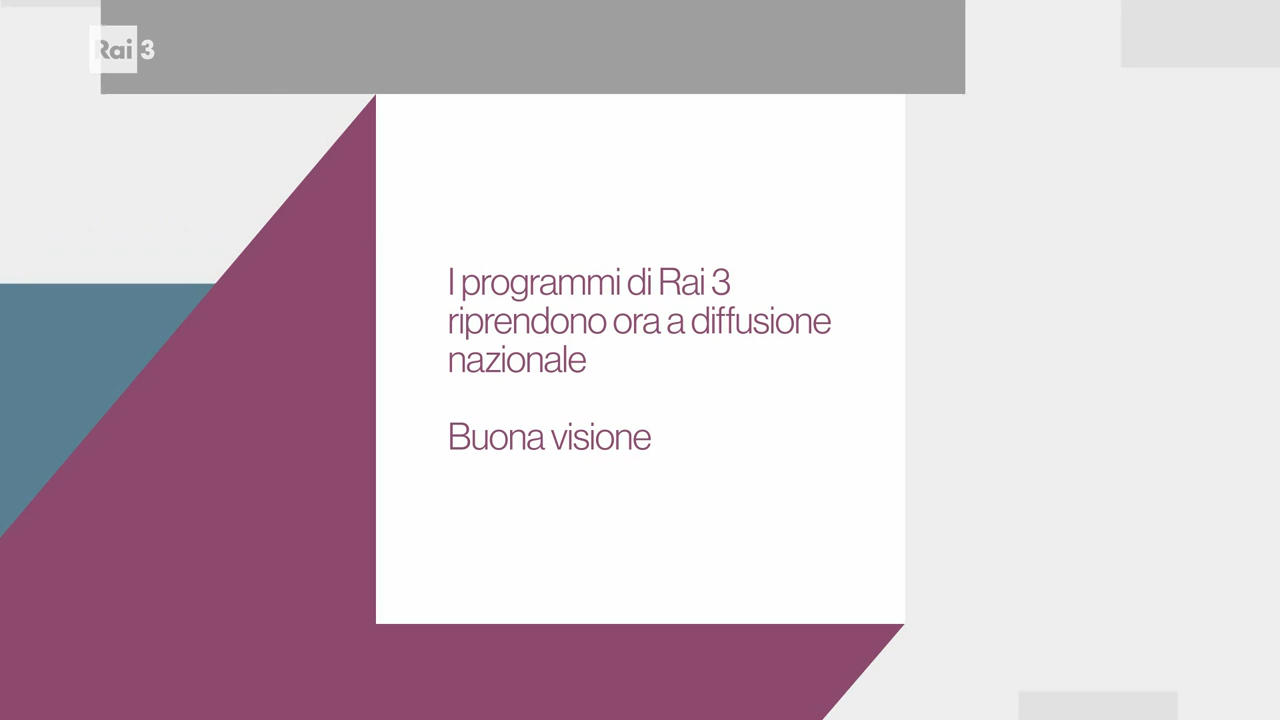 Rai 3
I programmi di Rai 3
riprendono ora a diffusione
nazionale
Buona visione